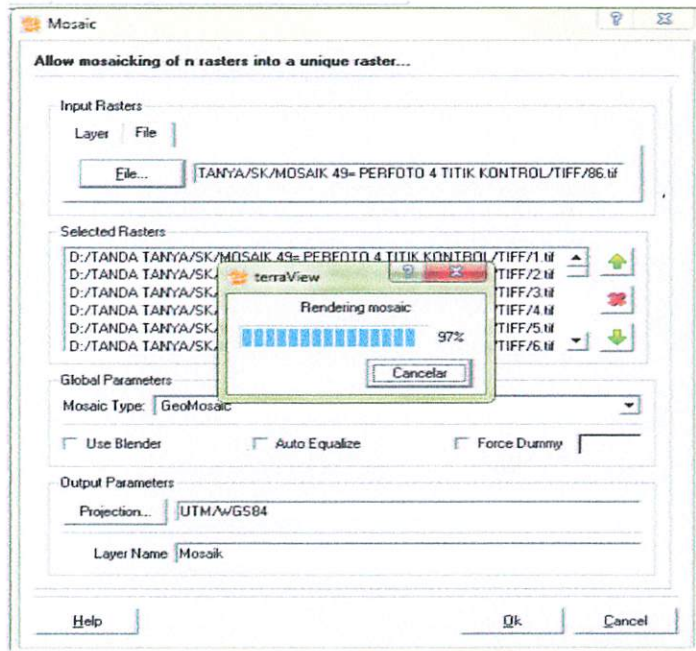 Mosaic
Allow mosaicking of n rasters into a unique raster...
Input Rasters
Layer File
File... TANYA/SK/MOSAIK 49= PERFOTO 4 TITIK KONTROL/TIFF/86.tif
Selected Rasters
D:/TANDA TANYA/SK/MOSAIK 49= PERFOTO 4 TITIK KONTROL/TIFF/1.tif
D:/TANDA TANYA/SK/ TIFF/2.tif
D:/TANDA TANYA/SK/ TIFF/3.tif
D:/TANDA TANYA/SK/ TIFF/4.tif
D:/TANDA TANYA/SK/ TIFF/5.tif
D:/TANDA TANYA/SK/ TIFF/6.tif
terraView
Rendering mosaic
97%
Cancelar
Global Parameters
Mosaic Type: GeoMosaic
Use Blender Auto Equalize Force Dummy
Output Parameters
Projection... UTM/WGS84
Layer Name Mosaik
Help Ok Cancel